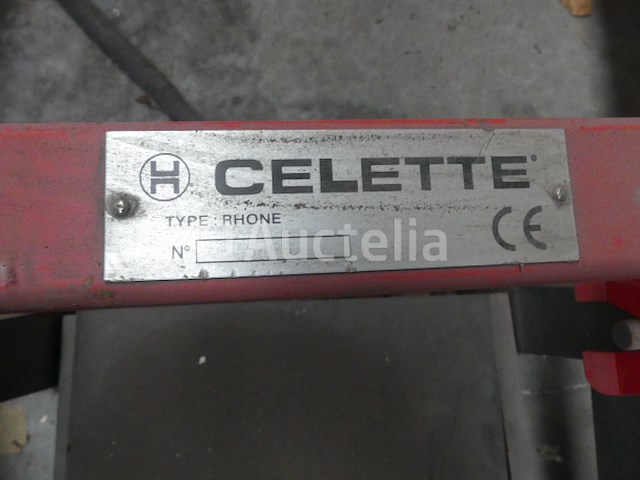 H CELETTE
TYPE : RHONE
N°
CE
Auctelia